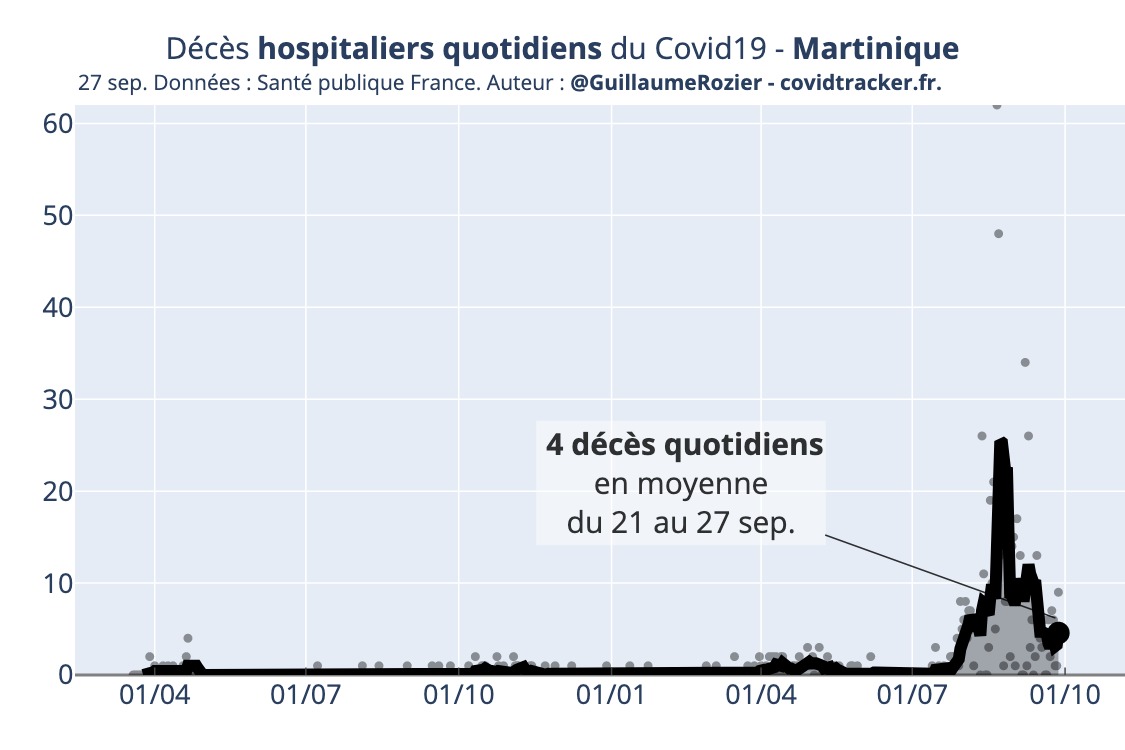 Décès hospitaliers quotidiens du Covid19 - Martinique
27 sep. Données : Santé publique France. Auteur : @GuillaumeRozier - covidtracker.fr.
60
50
40
30
20
10
0
4 décès quotidiens
en moyenne
du 21 au 27 sep.
01/04 01/07 01/10 01/01 01/04 01/07 01/10